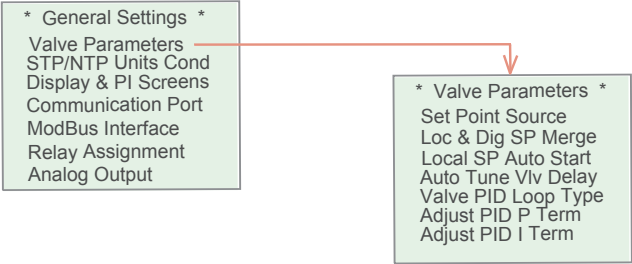 * General Settings *
Valve Parameters
STP/NTP Units Cond
Display & PI Screens
Communication Port
ModBus Interface
Relay Assignment
Analog Output
* Valve Parameters *
Set Point Source
Loc & Dig SP Merge
Local SP Auto Start
Auto Tune Vlv Delay
Valve PID Loop Type
Adjust PID P Term
Adjust PID I Term